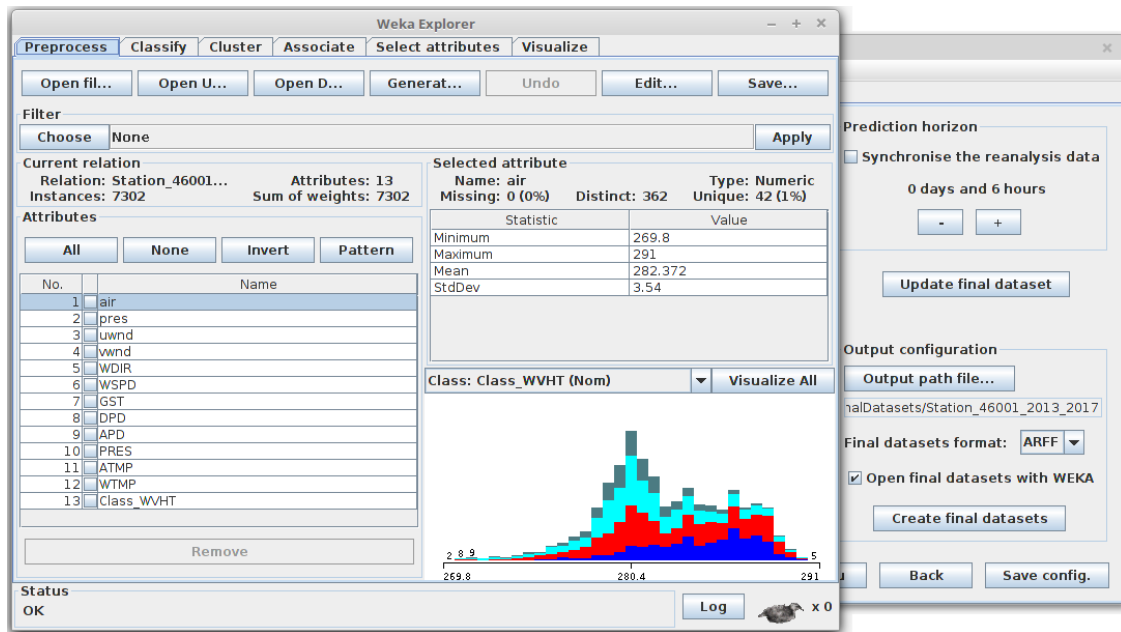 Weka Explorer
Preprocess Classify Cluster Associate Select attributes Visualize
Open fil... Open U... Open D... Generat... Undo Edit... Save...
Filter
Choose None Apply
Current relation
Relation: Station_46001... Attributes: 13
Instances: 7302 Sum of weights: 7302
Attributes
All None Invert Pattern
No. Name
1 air
2 pres
3 uwnd
4 vwnd
5 WDIR
6 WSPD
7 GST
8 DPD
9 APD
10 PRES
11 ATMP
12 WTMP
13 Class_WVHT
Remove
Selected attribute
Name: air Type: Numeric
Missing: 0 (0%) Distinct: 362 Unique: 42 (1%)
Statistic Value
Minimum 269.8
Maximum 291
Mean 282.372
StdDev 3.54
Class: Class_WVHT (Nom) Visualize All
2 8 9 5
269.8 280.4 291
Status
OK
Log x 0
Prediction horizon
Synchronise the reanalysis data
0 days and 6 hours
- +
Update final dataset
Output configuration
Output path file...
nalDatasets/Station_46001_2013_2017
Final datasets format: ARFF
Open final datasets with WEKA
Create final datasets
Back Save config.